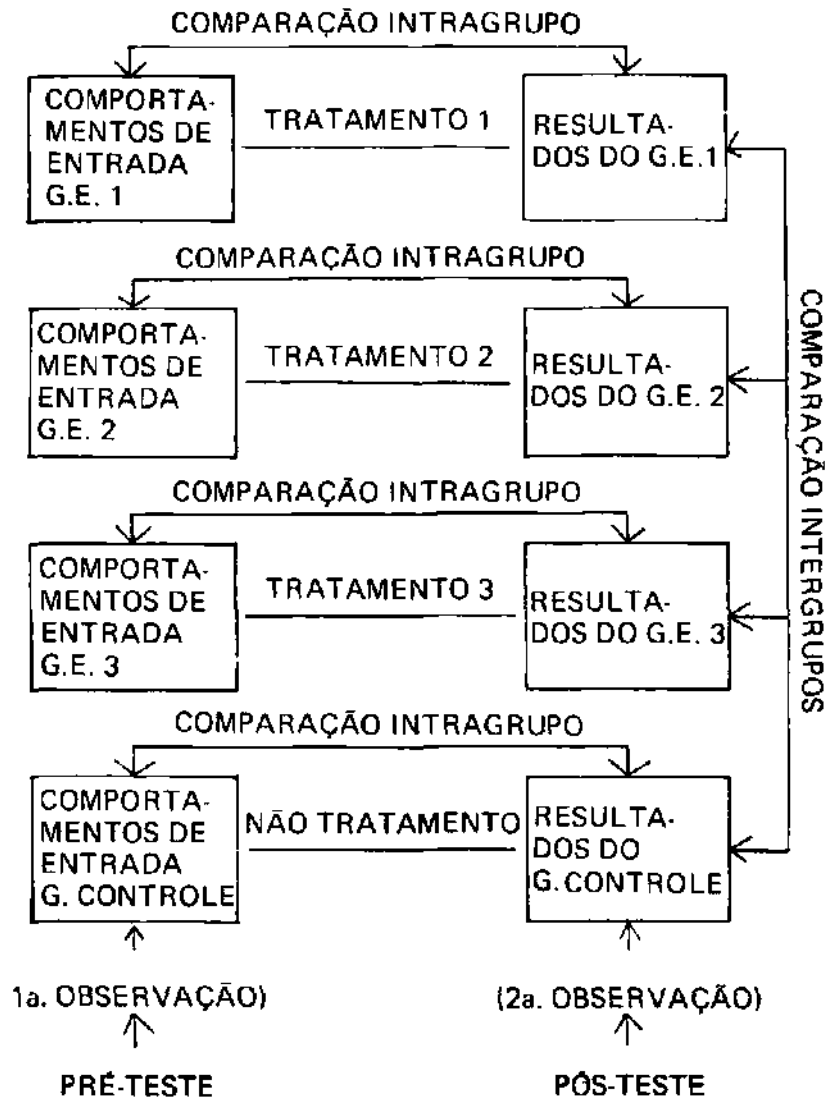 COMPARAÇÃO INTRAGRUPO
COMPORTA-
MENTOS DE
ENTRADA
G.E. 1
TRATAMENTO 1
RESULTA-
DOS DO G.E.1
COMPARAÇÃO INTRAGRUPO
COMPORTA-
MENTOS DE
ENTRADA
G.E. 2
TRATAMENTO 2
RESULTA-
DOS DO G.E. 2
COMPARAÇÃO INTRAGRUPO
COMPORTA-
MENTOS DE
ENTRADA
G.E. 3
TRATAMENTO 3
RESULTA-
DOS DO G.E. 3
COMPARAÇÃO INTRAGRUPO
COMPORTA-
MENTOS DE
ENTRADA
G. CONTROLE
NÃO TRATAMENTO
RESULTA-
DOS DO
G. CONTROLE
COMPARAÇÃO INTERGRUPOS
1a. OBSERVAÇÃO)
(2a. OBSERVAÇÃO)
PRÉ-TESTE
PÓS-TESTE